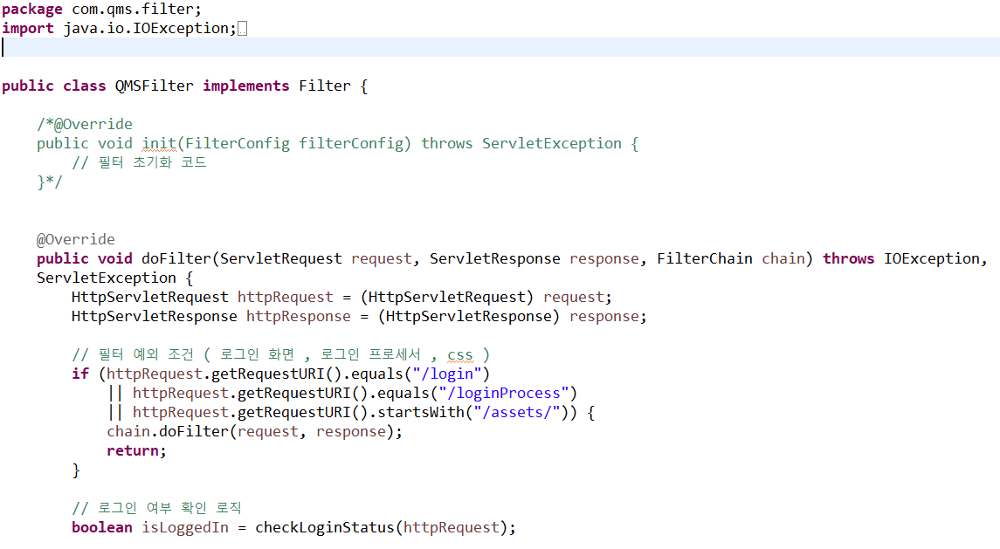 package com.qms.filter;
import java.io.IOException;
public class QMSFilter implements Filter {
/*@Override
public void init(FilterConfig filterConfig) throws ServletException {
// 필터 초기화 코드
}*/
@Override
public void doFilter(ServletRequest request, ServletResponse response, FilterChain chain) throws IOException,
ServletException {
HttpServletRequest httpRequest = (HttpServletRequest) request;
HttpServletResponse httpResponse = (HttpServletResponse) response;
// 필터 예외 조건 ( 로그인 화면 , 로그인 프로세서 , css )
if (httpRequest.getRequestURI().equals("/login")
|| httpRequest.getRequestURI().equals("/loginProcess")
|| httpRequest.getRequestURI().startsWith("/assets/")) {
chain.doFilter(request, response);
return;
}
// 로그인 여부 확인 로직
boolean isLoggedIn = checkLoginStatus(httpRequest);